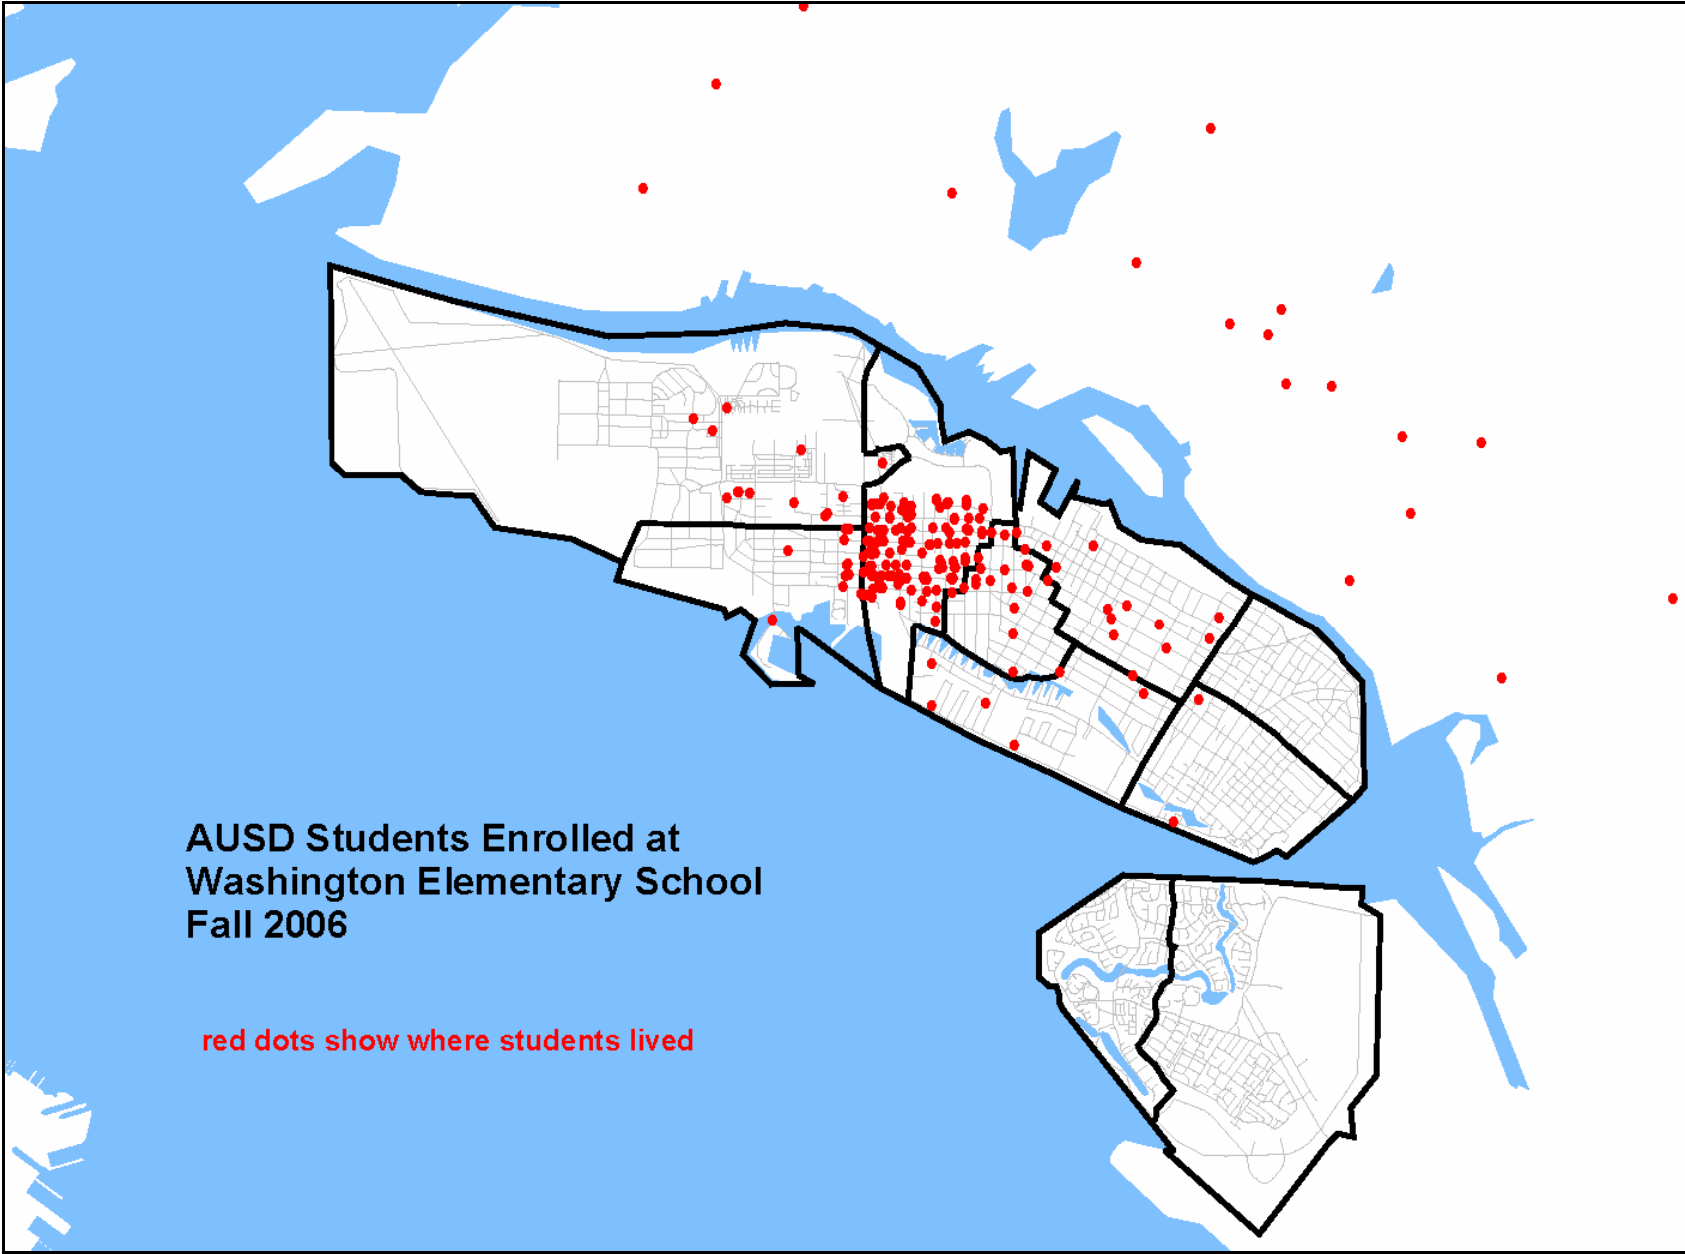 AUSD Students Enrolled at
Washington Elementary School
Fall 2006
red dots show where students lived